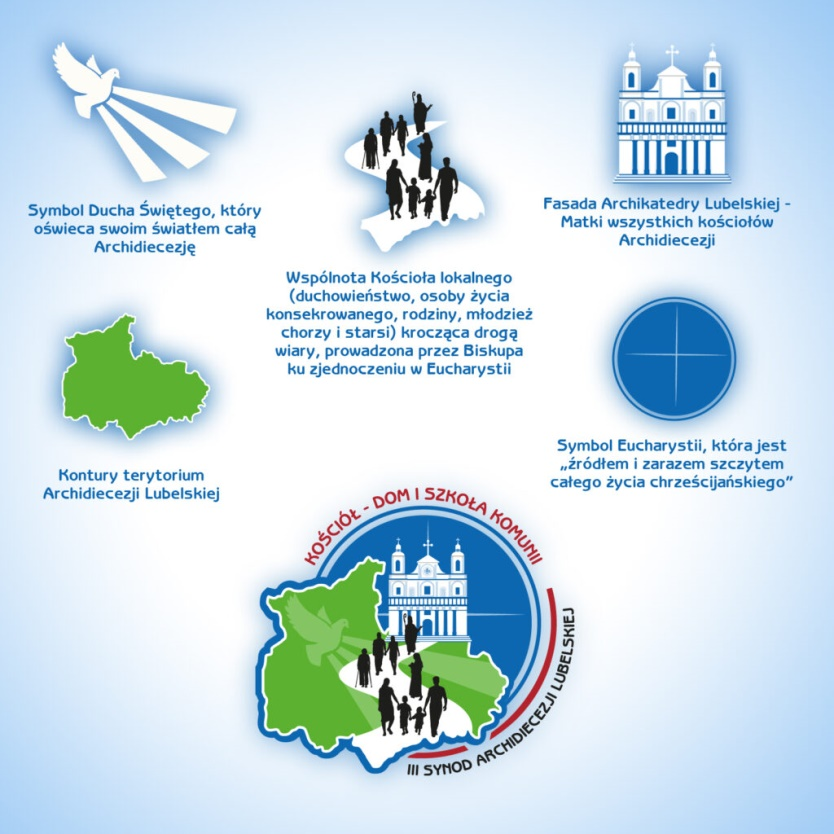 Symbol Ducha Świętego, który
oświeca swoim światłem całą
Archidiecezję
Wspólnota Kościoła lokalnego
(duchowieństwo, osoby życia
konsekrowanego, rodziny, młodzież
chorzy i starsi) krocząca drogą
wiary, prowadzona przez Biskupa
ku zjednoczeniu w Eucharystii
Fasada Archikatedry Lubelskiej -
Matki wszystkich kościołów
Archidiecezji
Kontury terytorium
Archidiecezji Lubelskiej
Symbol Eucharystii, która jest
„źródłem i zarazem szczytem
całego życia chrześcijańskiego”
KOŚCIÓŁ - DOM I SZKOŁA KOMUNII
III SYNOD ARCHIDIECEZJI LUBELSKIEJ